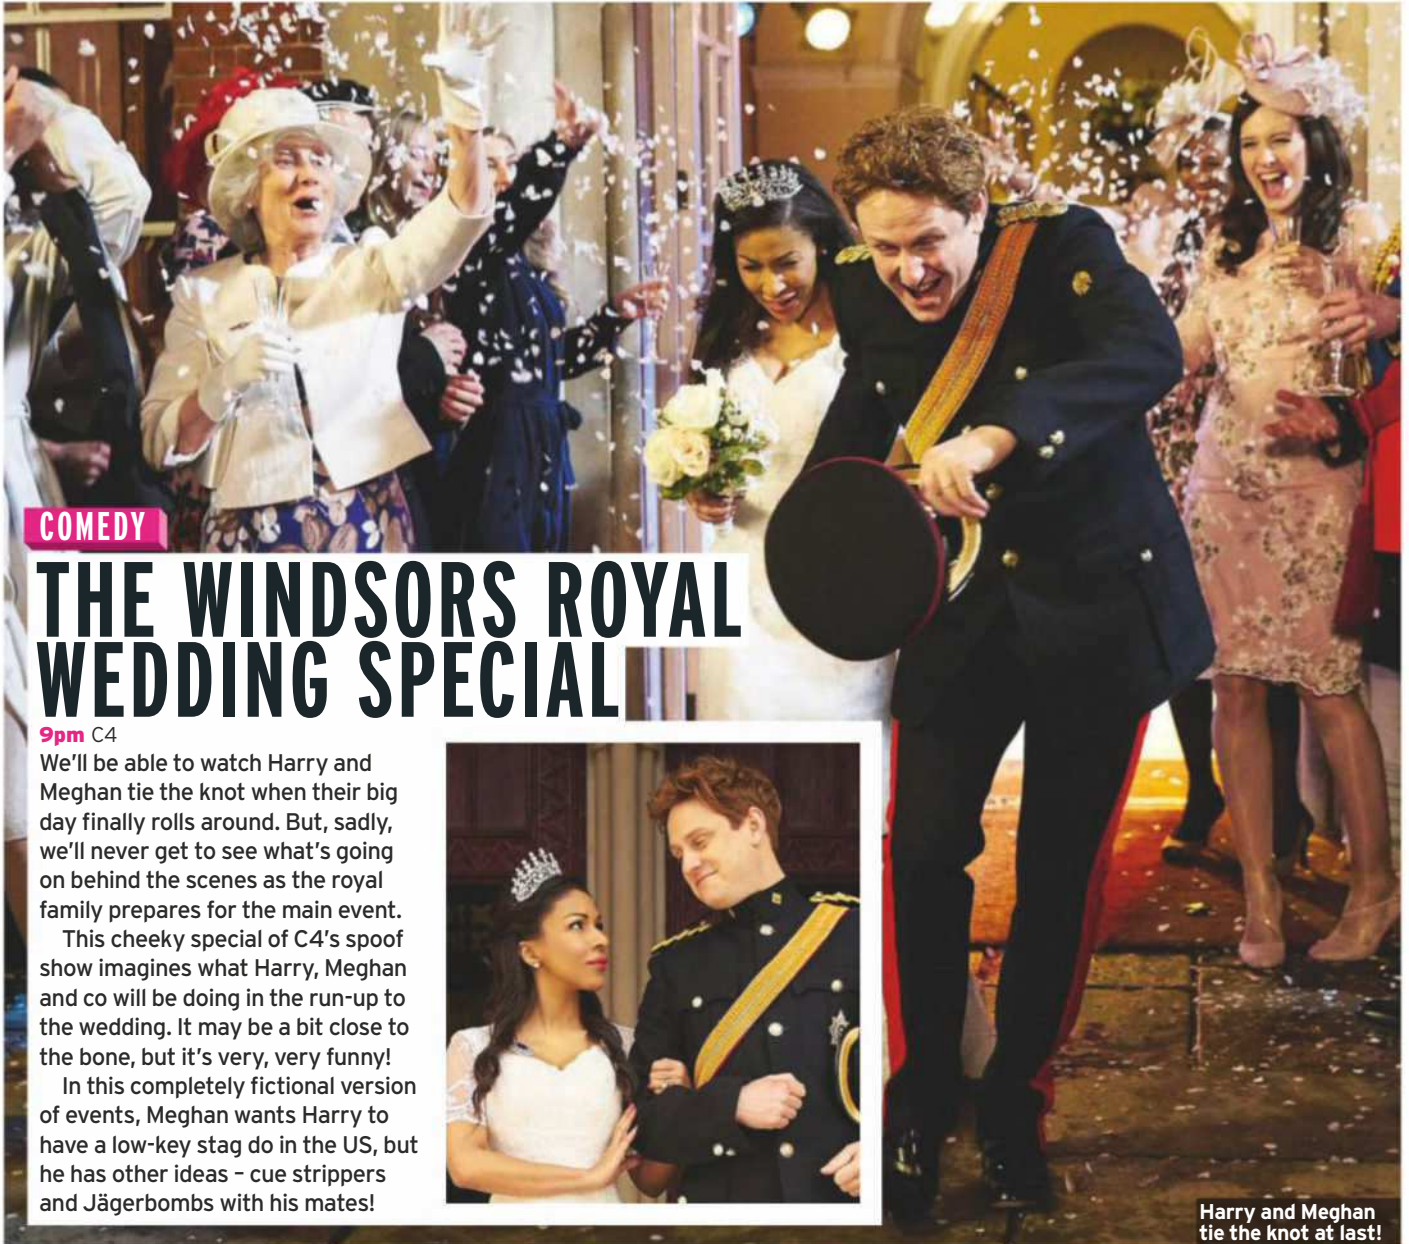 COMEDY
THE WINDSORS ROYAL
WEDDING SPECIAL
9pm C4
We'll be able to watch Harry and
Meghan tie the knot when their big
day finally rolls around. But, sadly,
we'll never get to see what's going
on behind the scenes as the royal
family prepares for the main event.
This cheeky special of C4's spoof
show imagines what Harry, Meghan
and co will be doing in the run-up to
the wedding. It may be a bit close to
the bone, but it's very, very funny!
In this completely fictional version
of events, Meghan wants Harry to
have a low-key stag do in the US, but
he has other ideas – cue strippers
and Jägerbombs with his mates!
Harry and Meghan
tie the knot at last!